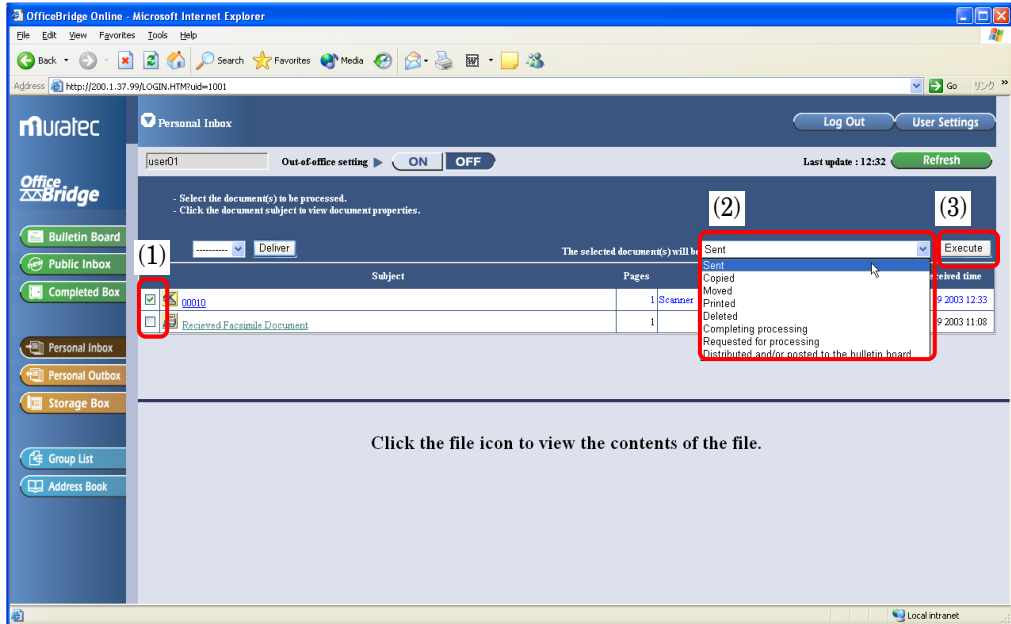 OfficeBridge Online - Microsoft Internet Explorer
File Edit View Favorites Tools Help
Back Search Favorites Media
Address http://200.1.37.99/LOGIN.HTM?uid=1001 Go リンク »
muratec Personal Inbox Log Out User Settings
user01 Out-of-office setting ON OFF Last update : 12:32 Refresh
Office
Bridge
- Select the document(s) to be processed.
- Click the document subject to view document properties.
(2) (3)
Bulletin Board
(1) ---------- Deliver The selected document(s) will be Sent Execute
Public Inbox
Subject Pages Sent eceived time
Copied
Completed Box
Moved
00010 1 Scanner 9 2003 12:33
Printed
Deleted
Recieved Facsimile Document 1 9 2003 11:08
Completing processing
Requested for processing
Distributed and/or posted to the bulletin board
Personal Inbox
Personal Outbox
Storage Box
Click the file icon to view the contents of the file.
Group List
Address Book
Local intranet